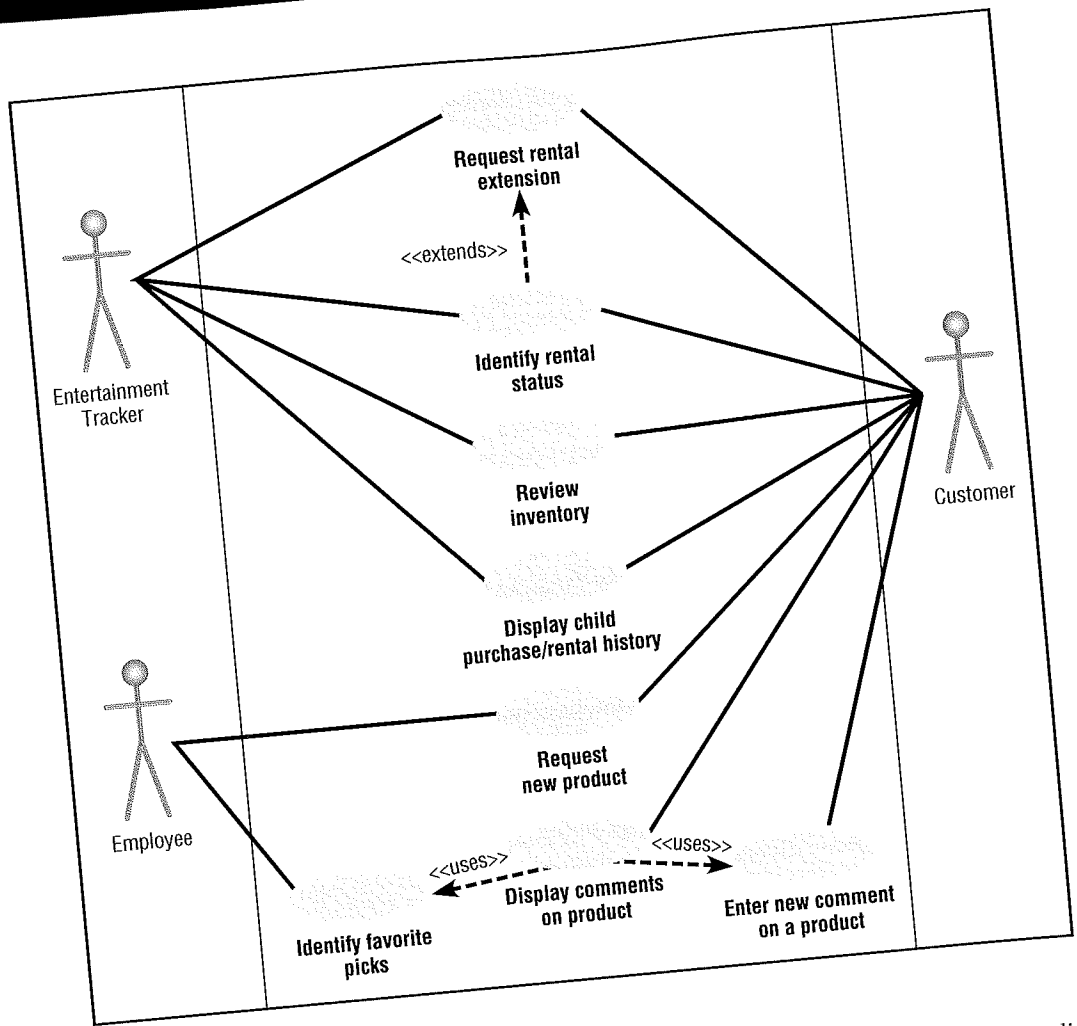 Request rental
extension
<<extends>>
Identify rental
status
Entertainment
Tracker
Review
inventory
Customer
Display child
purchase/rental history
Request
new product
Employee
<<uses>>
<<uses>>
Display comments
on product
Enter new comment
on a product
Identify favorite
picks